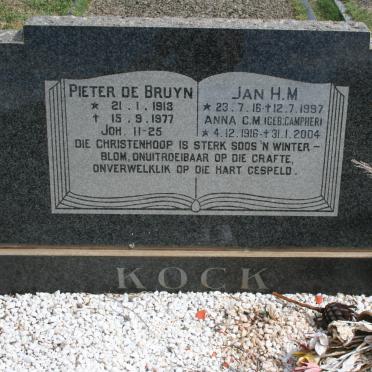 PIETER DE BRUYN
* 21 . 1 . 1913
† 15 . 9 . 1977
JOH. 11-25
JAN H.M
* 23.7.16-†12.7.1997
ANNA C.M (GEB.CAMPHER)
* 4.12.1916-†31.1.2004
DIE CHRISTENHOOP IS STERK SOOS 'N WINTER-
BLOM, ONUITROEIBAAR OP DIE GRAFTE,
ONVERWELKLIK OP DIE HART GESPELD.
KOCK